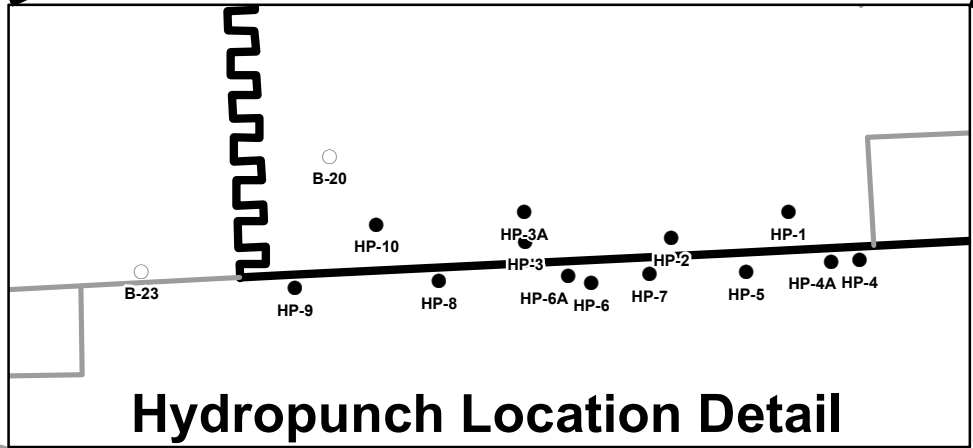 B-20
HP-1
HP-3A
HP-10
HP-2
HP-3
B-23
HP-4A
HP-4
HP-5
HP-7
HP-6A
HP-6
HP-8
HP-9
Hydropunch Location Detail